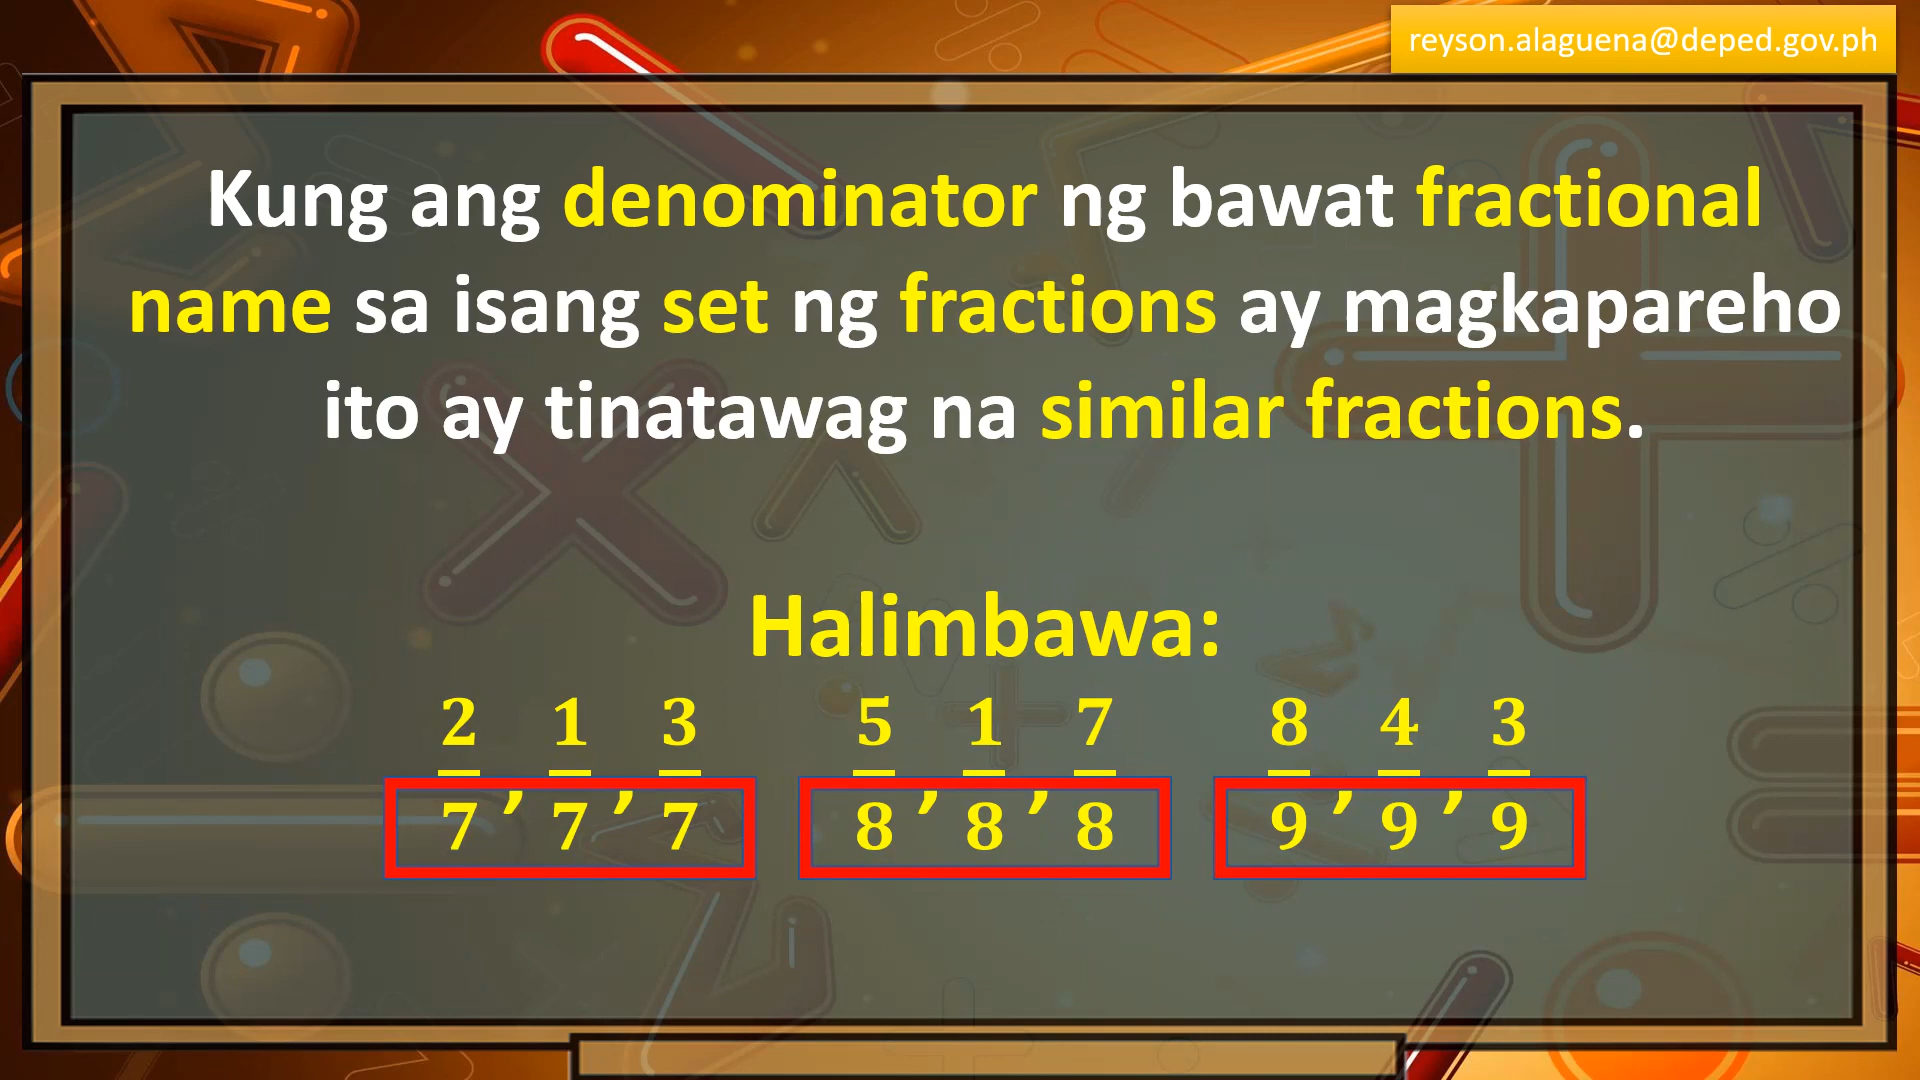 reyson.alaguena@deped.gov.ph
Kung ang denominator ng bawat fractional
name sa isang set ng fractions ay magkapareho
ito ay tinatawag na similar fractions.
Halimbawa:
2/7, 1/7, 3/7 5/8, 1/8, 7/8 8/9, 4/9, 3/9